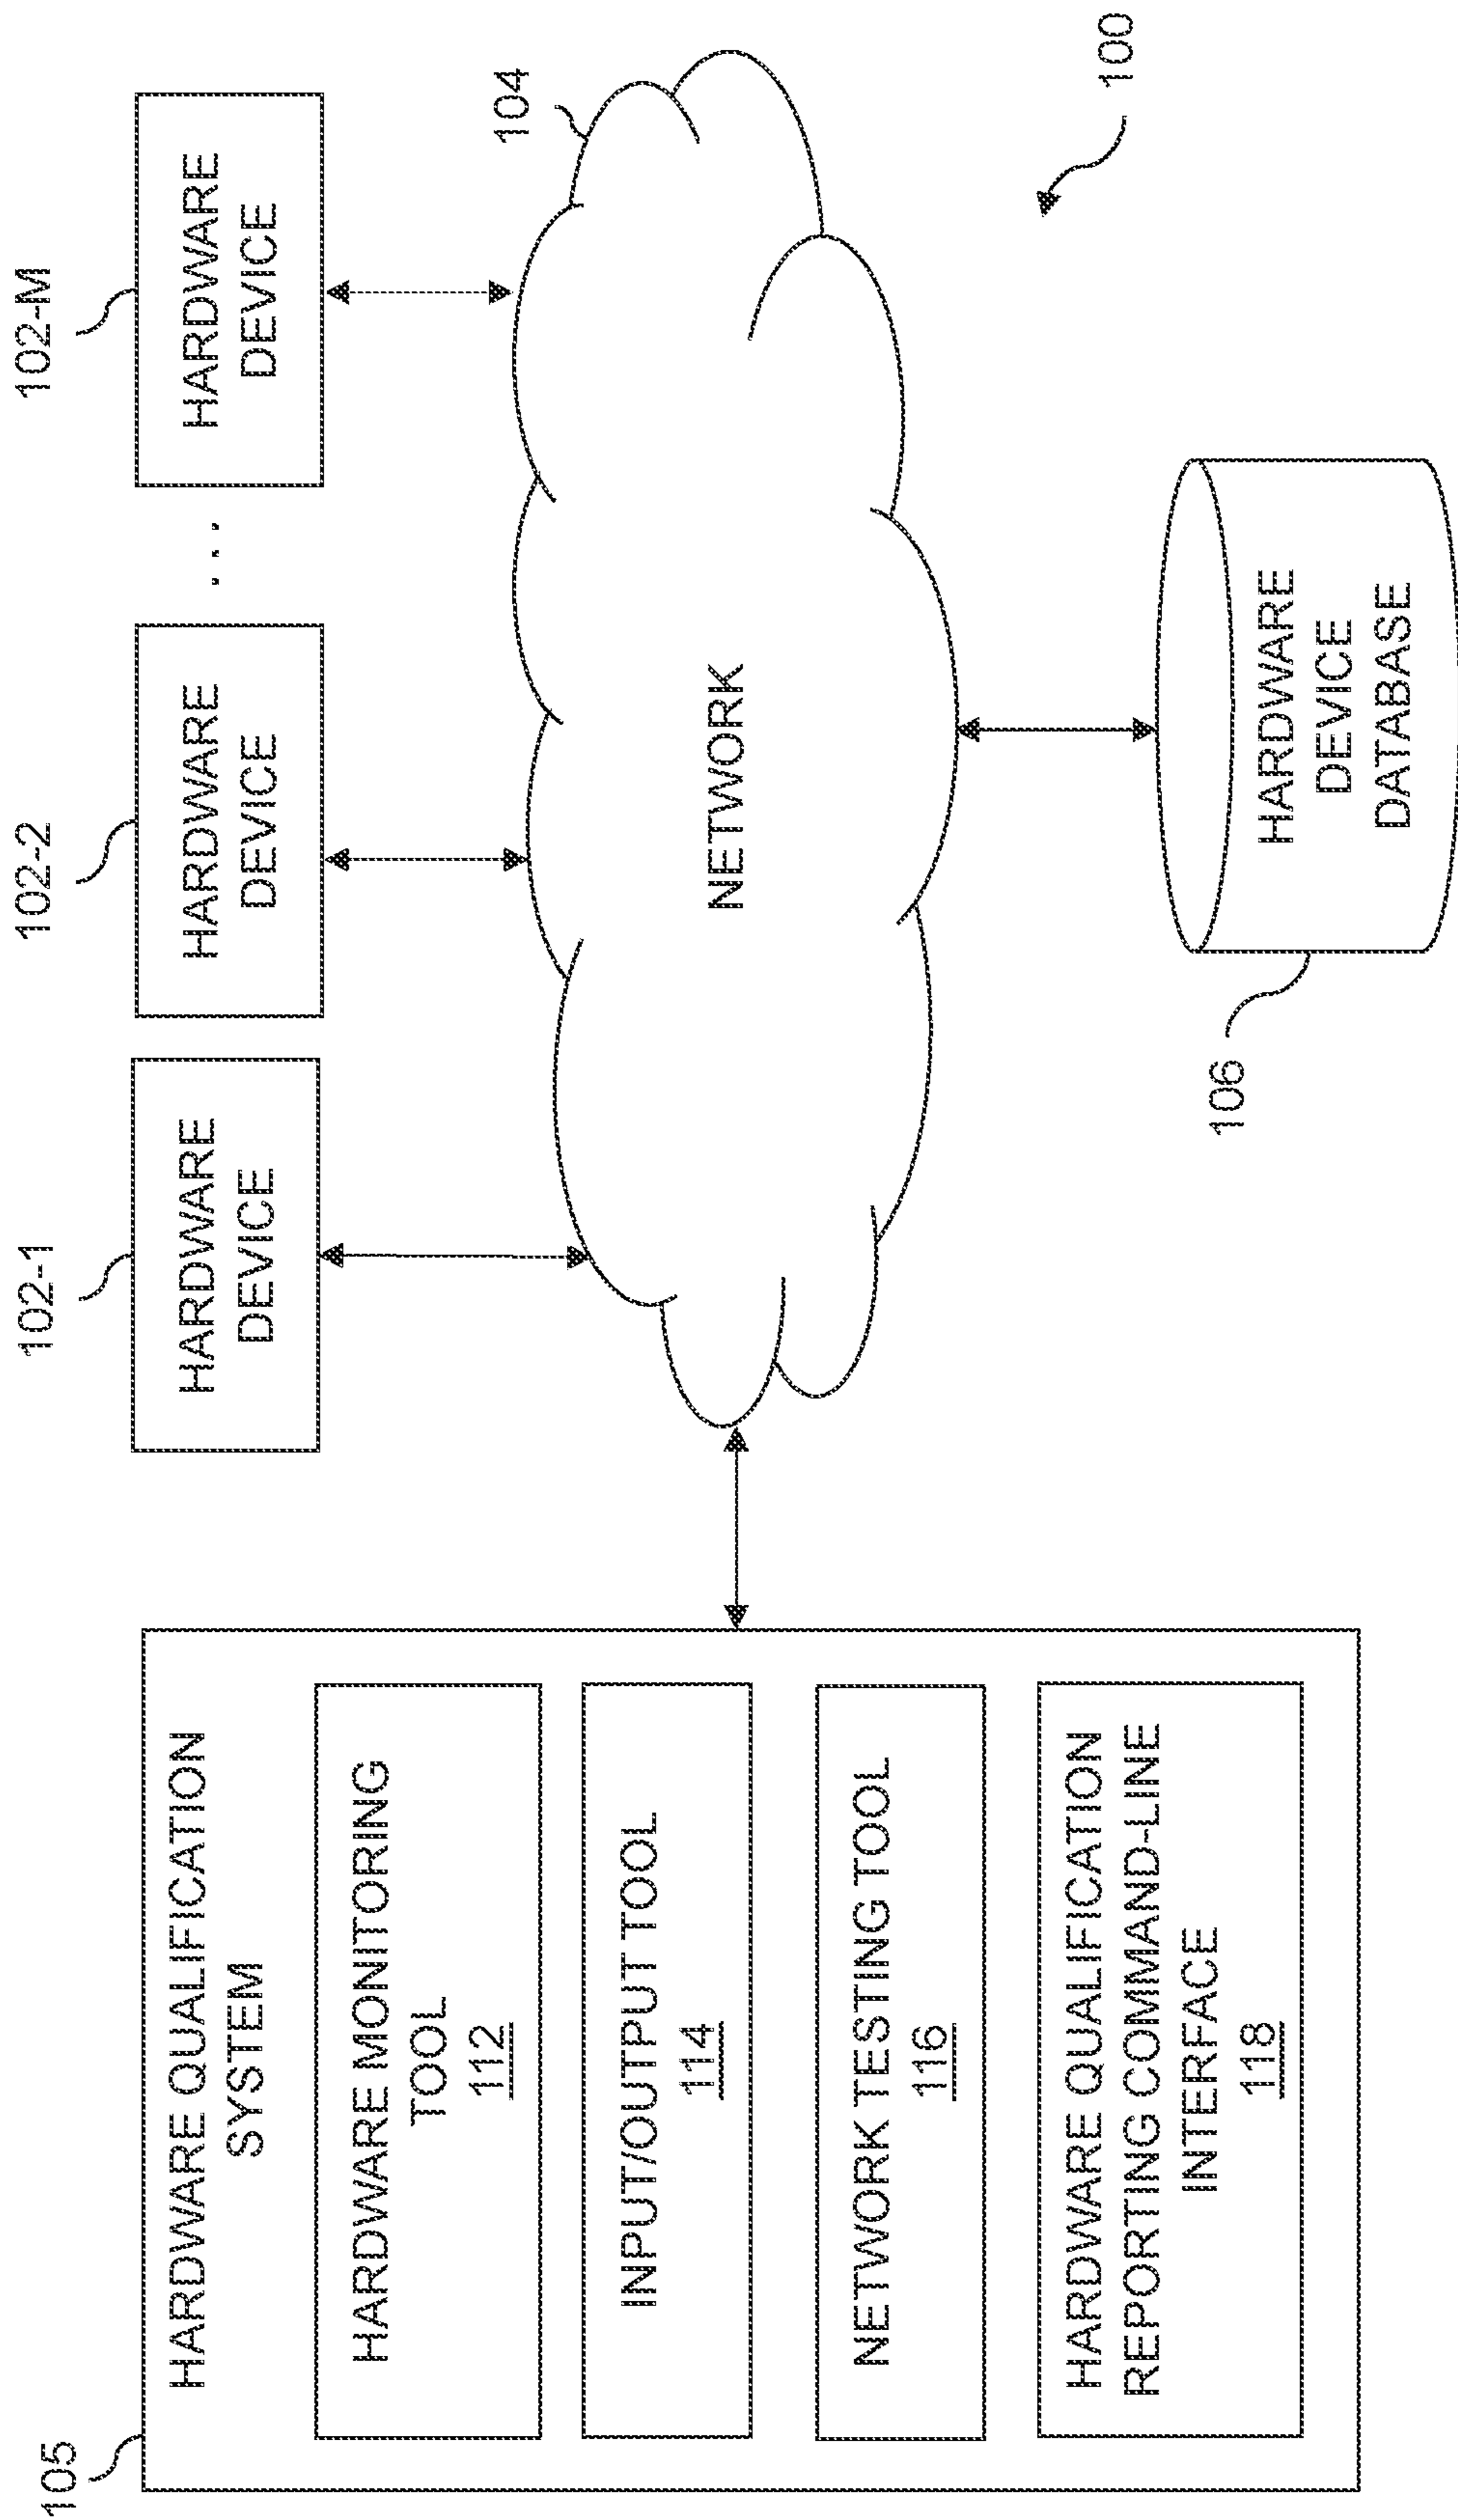 105
HARDWARE QUALIFICATION
SYSTEM
HARDWARE MONITORING
TOOL
112
INPUT/OUTPUT TOOL
114
NETWORK TESTING TOOL
116
HARDWARE QUALIFICATION
REPORTING COMMAND-LINE
INTERFACE
118
102-1
HARDWARE
DEVICE
102-2
HARDWARE
DEVICE
...
102-M
HARDWARE
DEVICE
104
NETWORK
106
HARDWARE
DEVICE
DATABASE
100